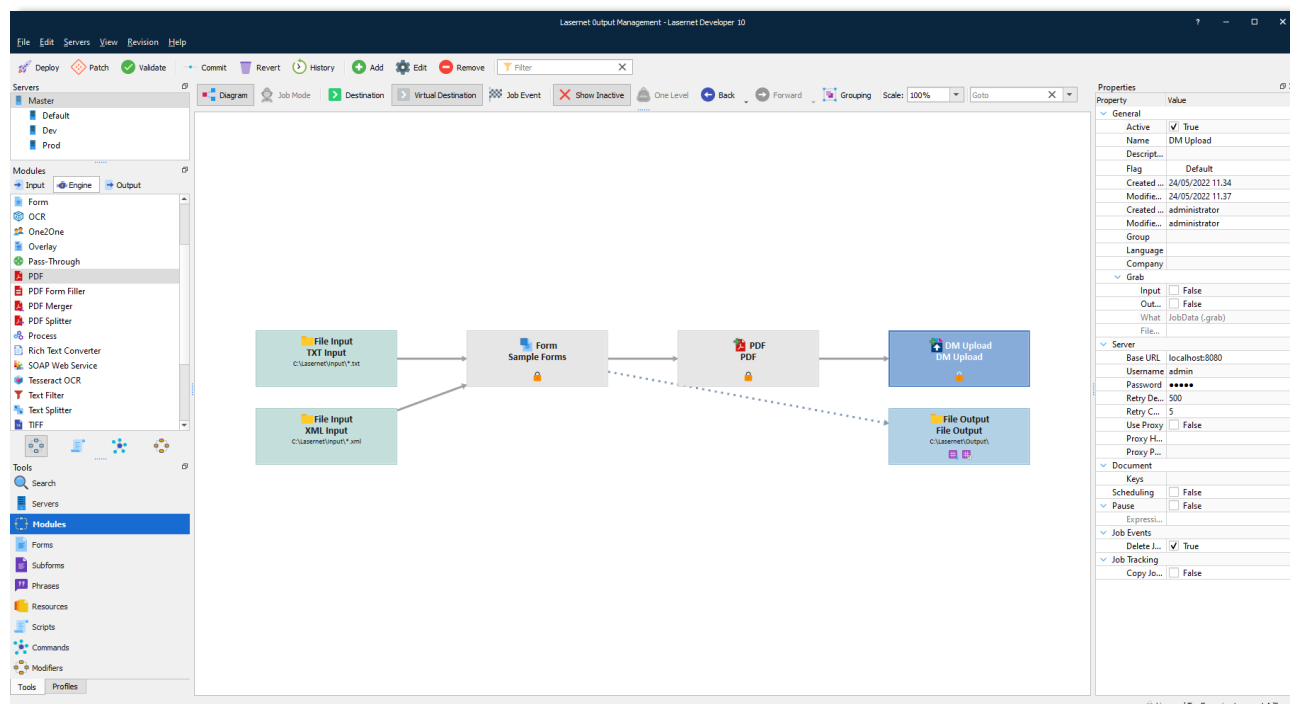 Lasernet Output Management - Lasernet Developer 10
?
File Edit Servers View Revision Help
Deploy Patch Validate Commit Revert History Add Edit Remove Filter
Servers
Master
Default
Dev
Prod
Modules
Input Engine Output
Form
OCR
One2One
Overlay
Pass-Through
PDF
PDF Form Filler
PDF Merger
PDF Splitter
Process
Rich Text Converter
SOAP Web Service
Tesseract OCR
Text Filter
Text Splitter
TIFF
Tools
Search
Servers
Modules
Forms
Subforms
Phrases
Resources
Scripts
Commands
Modifiers
Tools Profiles
Diagram Job Mode Destination Virtual Destination Job Event Show Inactive One Level Back Forward Grouping Scale: 100% Goto
File Input
TXT Input
C:\Lasernet\Input\*.txt
Form
Sample Forms
PDF
PDF
DM Upload
DM Upload
File Input
XML Input
C:\Lasernet\Input\*.xml
File Output
File Output
C:\Lasernet\Output\
Properties
Property Value
General
Active True
Name DM Upload
Descript...
Flag Default
Created ... 24/05/2022 11.34
Modifie... 24/05/2022 11.37
Created ... administrator
Modifie... administrator
Group
Language
Company
Grab
Input False
Out... False
What JobData (.grab)
File...
Server
Base URL localhost:8080
Username admin
Password •••••
Retry De... 500
Retry C... 5
Use Proxy False
Proxy H...
Proxy P...
Document
Keys
Scheduling False
Pause False
Expressi...
Job Events
Delete J... True
Job Tracking
Copy Jo... False